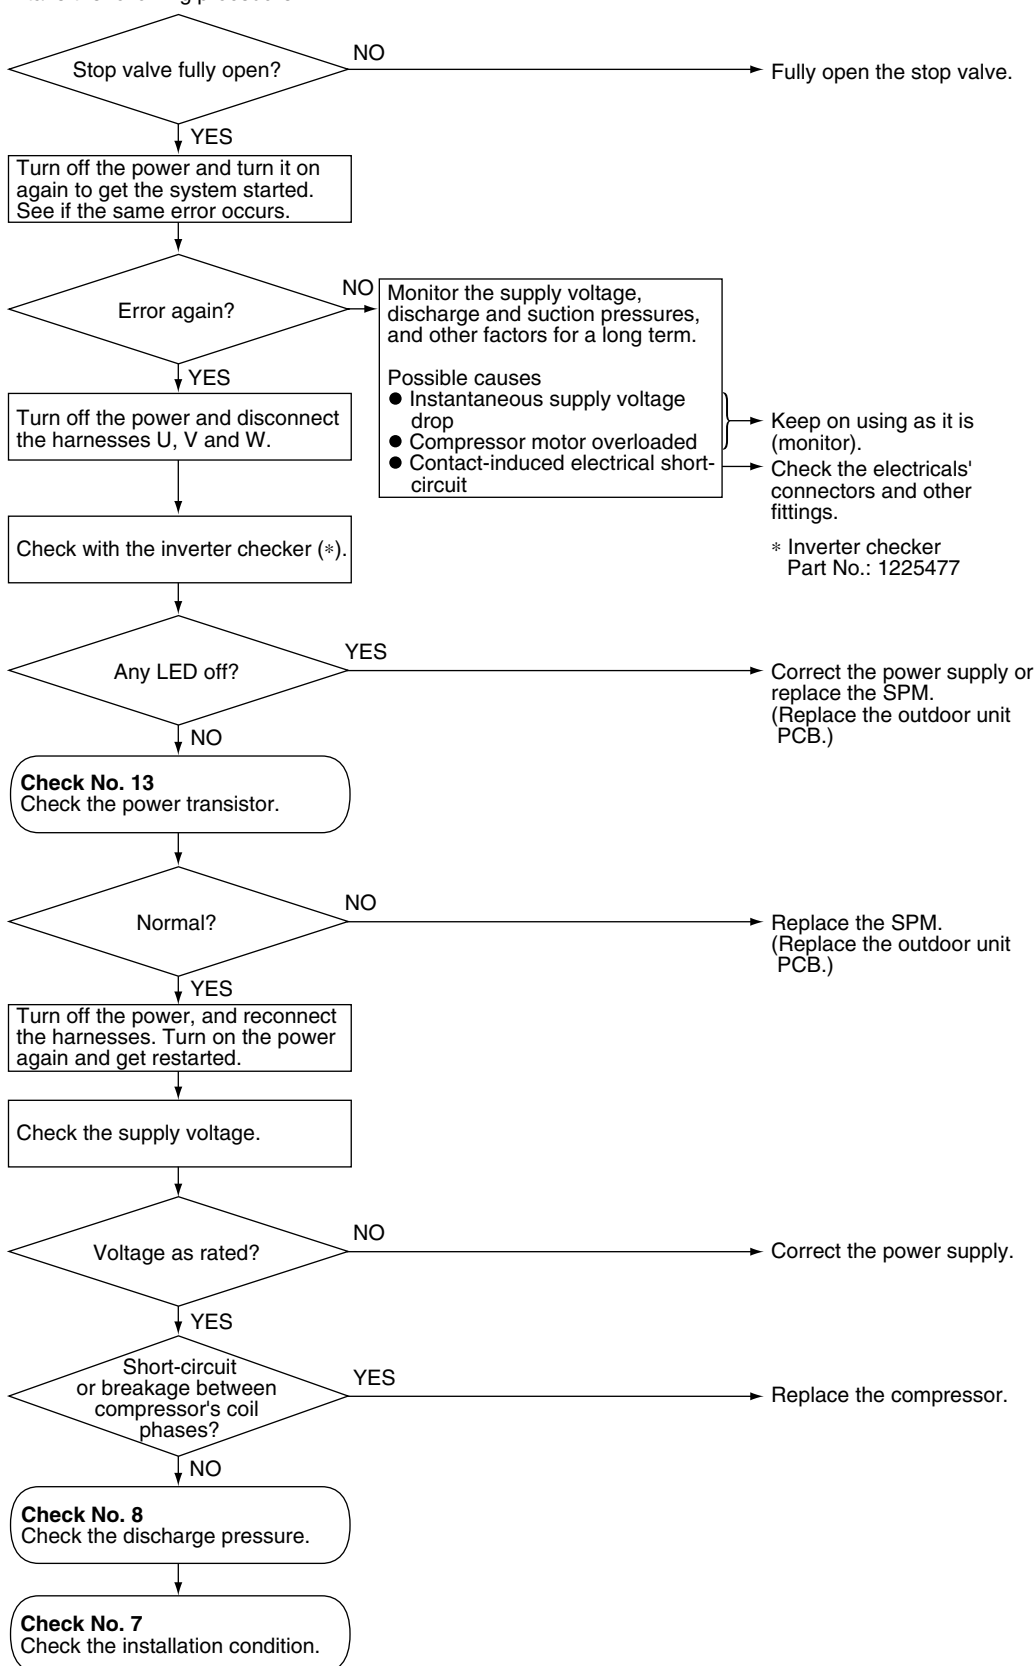 Stop valve fully open?
NO
Fully open the stop valve.
YES
Turn off the power and turn it on
again to get the system started.
See if the same error occurs.
Error again?
NO
Monitor the supply voltage,
discharge and suction pressures,
and other factors for a long term.
Possible causes
● Instantaneous supply voltage
drop
● Compressor motor overloaded
● Contact-induced electrical short-
circuit
Keep on using as it is
(monitor).
Check the electricals'
connectors and other
fittings.
* Inverter checker
Part No.: 1225477
YES
Turn off the power and disconnect
the harnesses U, V and W.
Check with the inverter checker (*).
Any LED off?
YES
Correct the power supply or
replace the SPM.
(Replace the outdoor unit
PCB.)
NO
Check No. 13
Check the power transistor.
Normal?
NO
Replace the SPM.
(Replace the outdoor unit
PCB.)
YES
Turn off the power, and reconnect
the harnesses. Turn on the power
again and get restarted.
Check the supply voltage.
Voltage as rated?
NO
Correct the power supply.
YES
Short-circuit
or breakage between
compressor's coil
phases?
YES
Replace the compressor.
NO
Check No. 8
Check the discharge pressure.
Check No. 7
Check the installation condition.